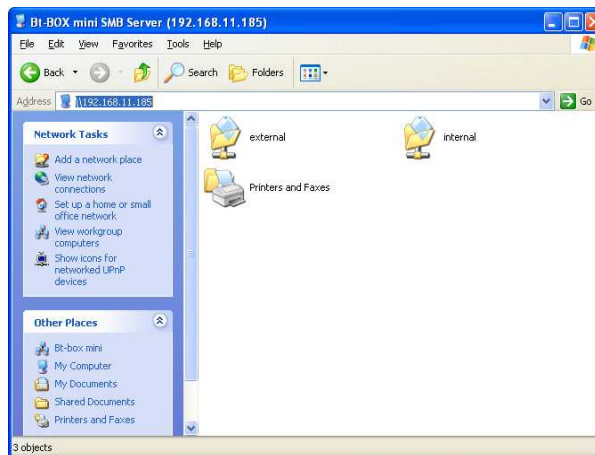 Bt-BOX mini SMB Server (192.168.11.185)
File Edit View Favorites Tools Help
Back Search Folders
Address \\192.168.11.185 Go
Network Tasks
Add a network place
View network
connections
Set up a home or small
office network
View workgroup
computers
Show icons for
networked UPnP
devices
Other Places
Bt-box mini
My Computer
My Documents
Shared Documents
Printers and Faxes
external
internal
Printers and Faxes
3 objects